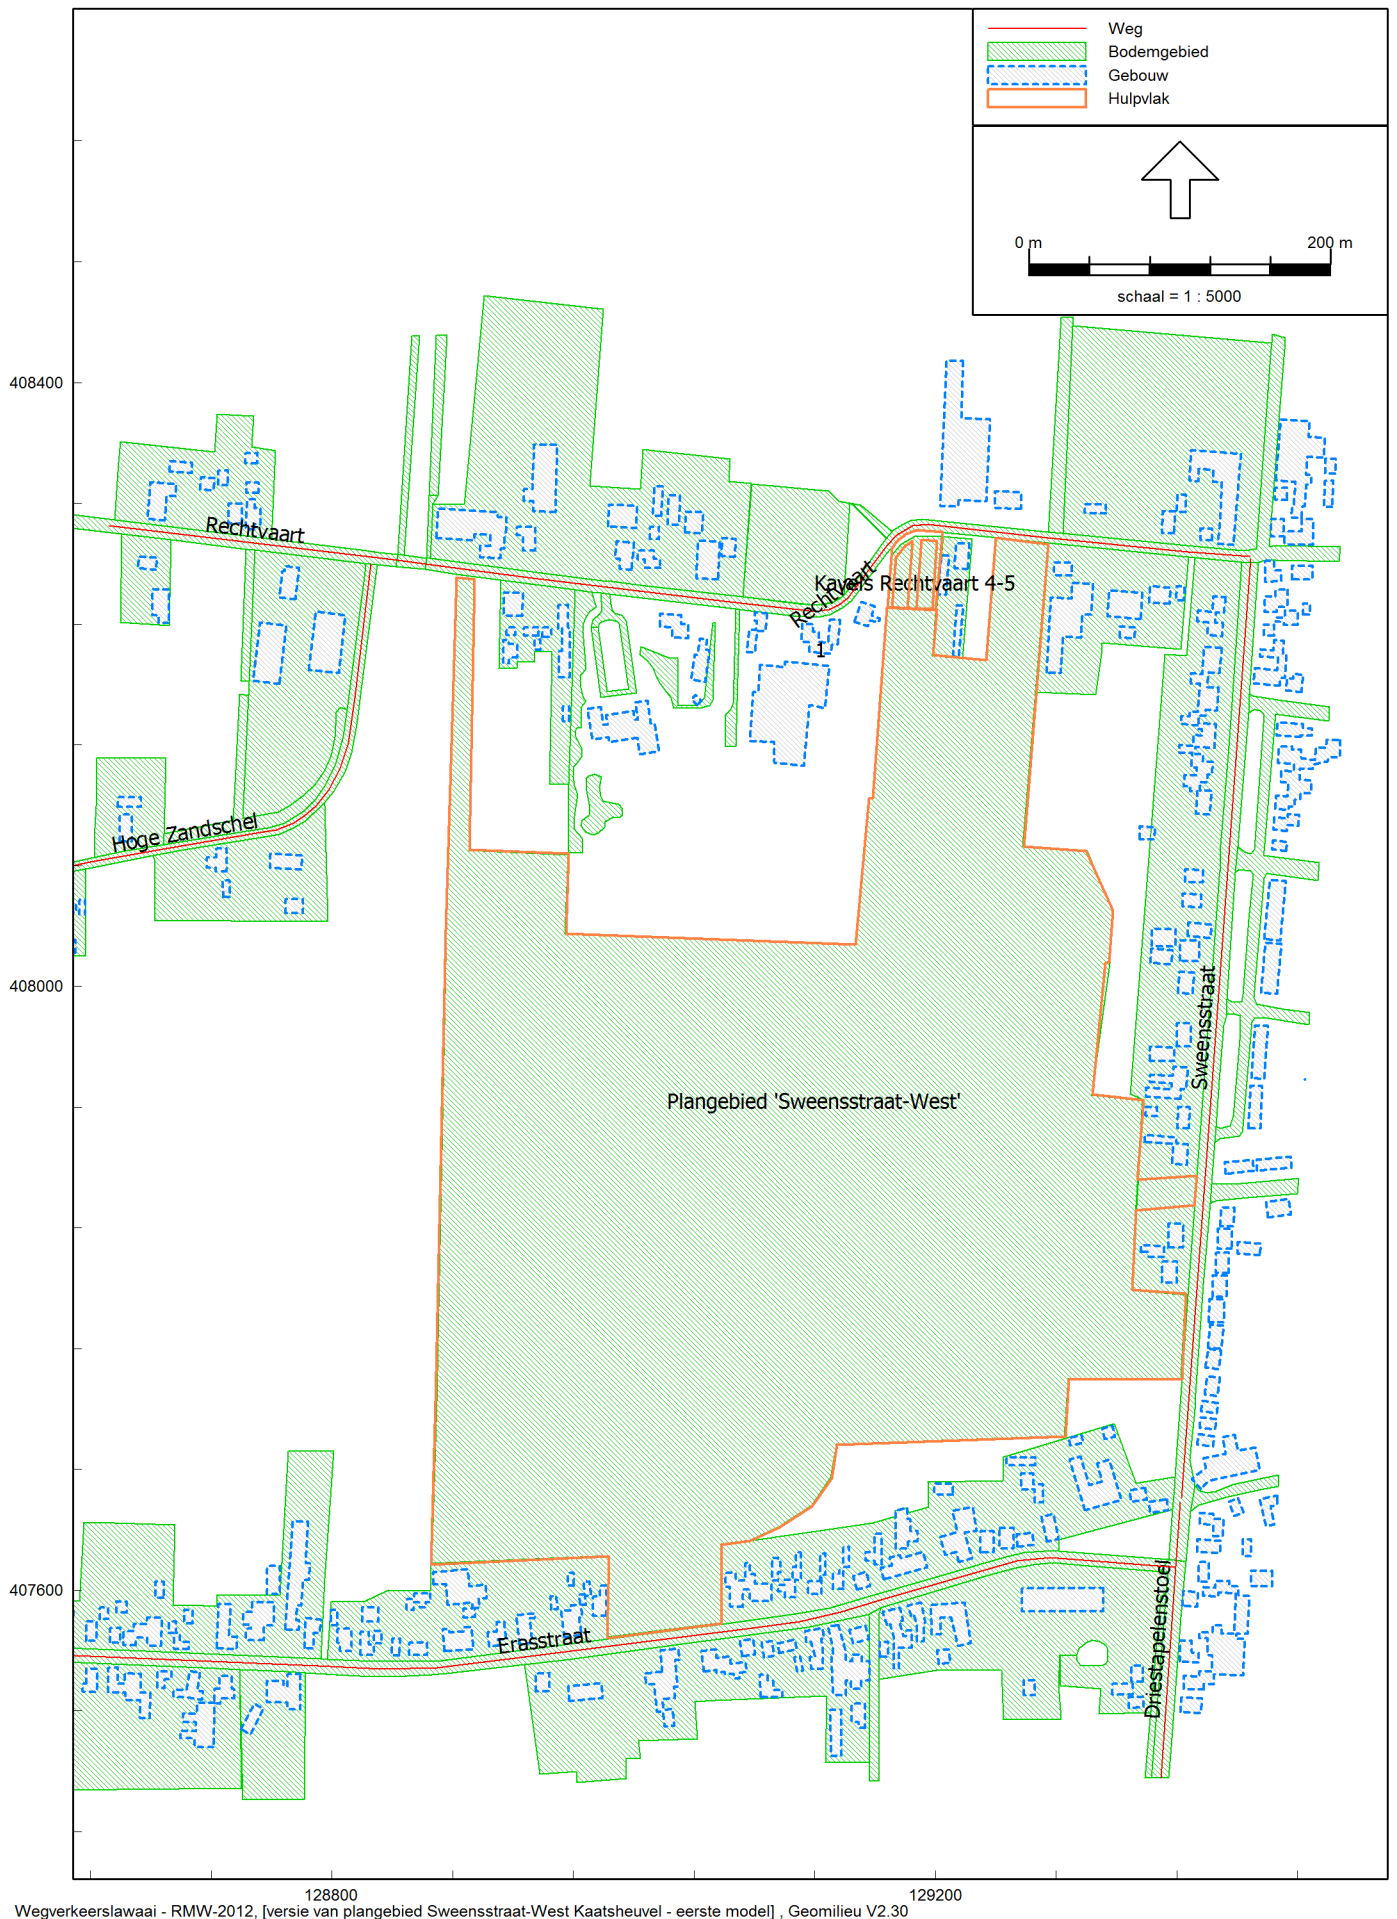 Weg
Bodemgebied
Gebouw
Hulpvlak
0 m 200 m
schaal = 1 : 5000
408400
Rechtvaart
Kavels Rechtvaart 4-5
Rechtvaart
1
Hoge Zandschel
408000
Sweensstraat
Plangebied 'Sweensstraat-West'
407600
Erasstraat
Driestapelenstoel
128800 129200
Wegverkeerslawaai - RMW-2012, [versie van plangebied Sweensstraat-West Kaatsheuvel - eerste model] , Geomilieu V2.30